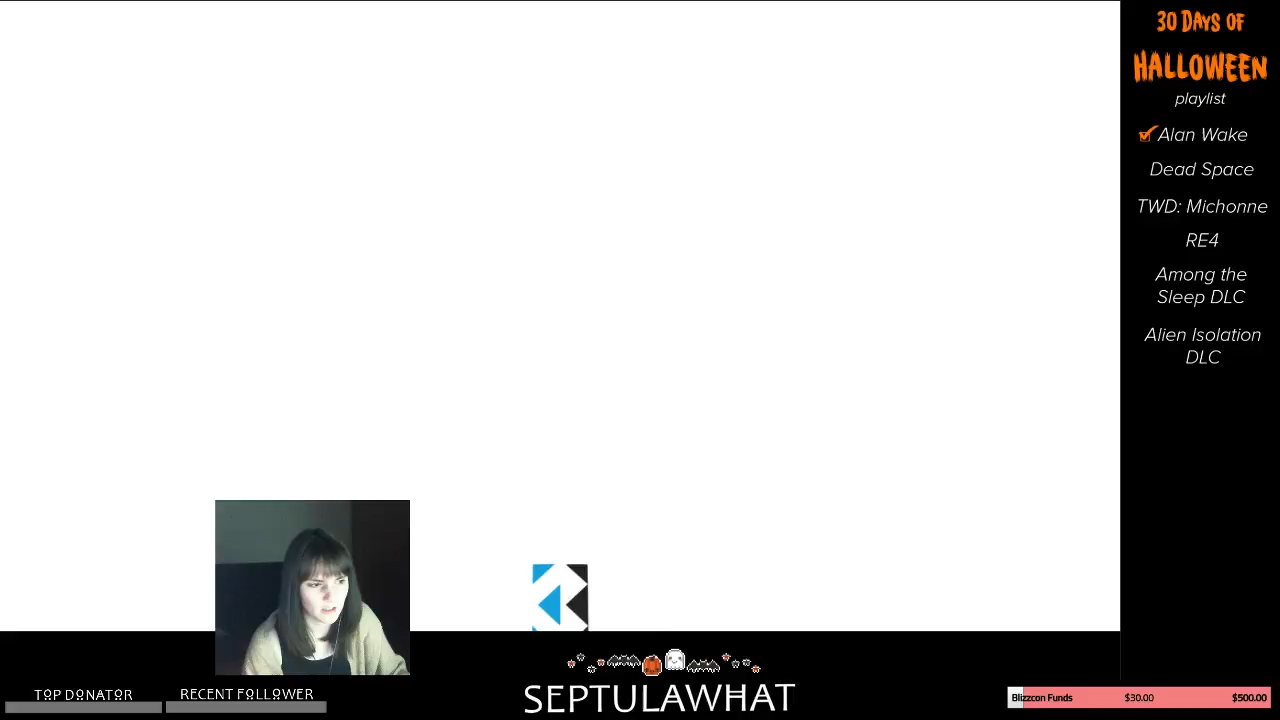 30 DAYS OF
HALLOWEEN
playlist
Alan Wake
Dead Space
TWD: Michonne
RE4
Among the
Sleep DLC
Alien Isolation
DLC
TOP DONATOR
RECENT FOLLOWER
SEPTULAWHAT
Blizzcon Funds $30.00 $500.00